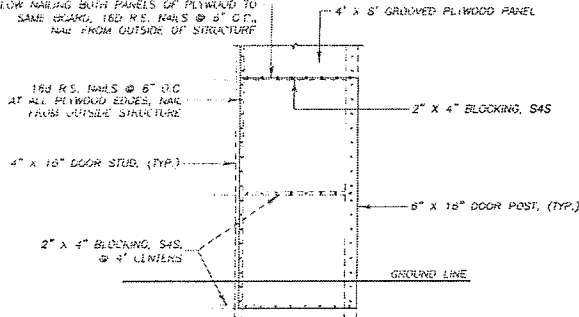 LOW NAILING BOTH PANELS OF PLYWOOD TO
SAME BOARD, 16D R.S. NAILS @ 6" O.C.,
NAIL FROM OUTSIDE OF STRUCTURE
4' X 8' GROOVED PLYWOOD PANEL
16d R.S. NAILS @ 6" O.C
AT ALL PLYWOOD EDGES, NAIL
FROM OUTSIDE STRUCTURE
2" X 4" BLOCKING, S4S
4" X 16" DOOR STUD, (TYP.)
6" X 16" DOOR POST, (TYP.)
2" X 4" BLOCKING, S4S,
@ 4' CENTERS
GROUND LINE